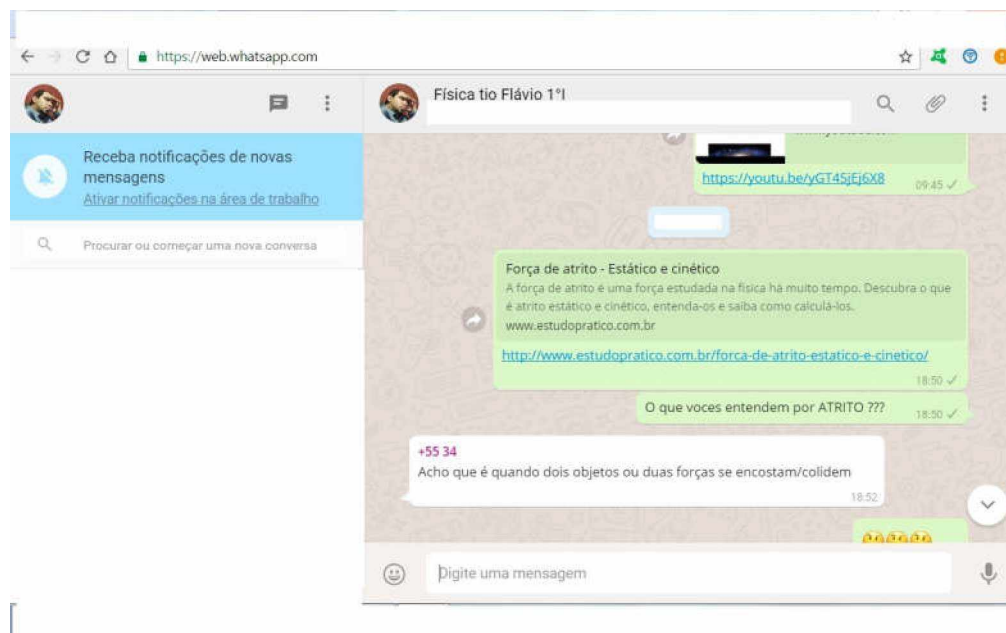 https://web.whatsapp.com
Física tio Flávio 1°I
Receba notificações de novas
mensagens
Ativar notificações na área de trabalho
Procurar ou começar uma nova conversa
https://youtu.be/yGT45jEj6X8
09:45
Força de atrito - Estático e cinético
A força de atrito é uma força estudada na física há muito tempo. Descubra o que
é atrito estático e cinético, entenda-os e saiba como calculá-los.
www.estudopratico.com.br
http://www.estudopratico.com.br/forca-de-atrito-estatico-e-cinetico/
18:50
O que voces entendem por ATRITO ???
18:50
+55 34
Acho que é quando dois objetos ou duas forças se encostam/colidem
18:52
Digite uma mensagem